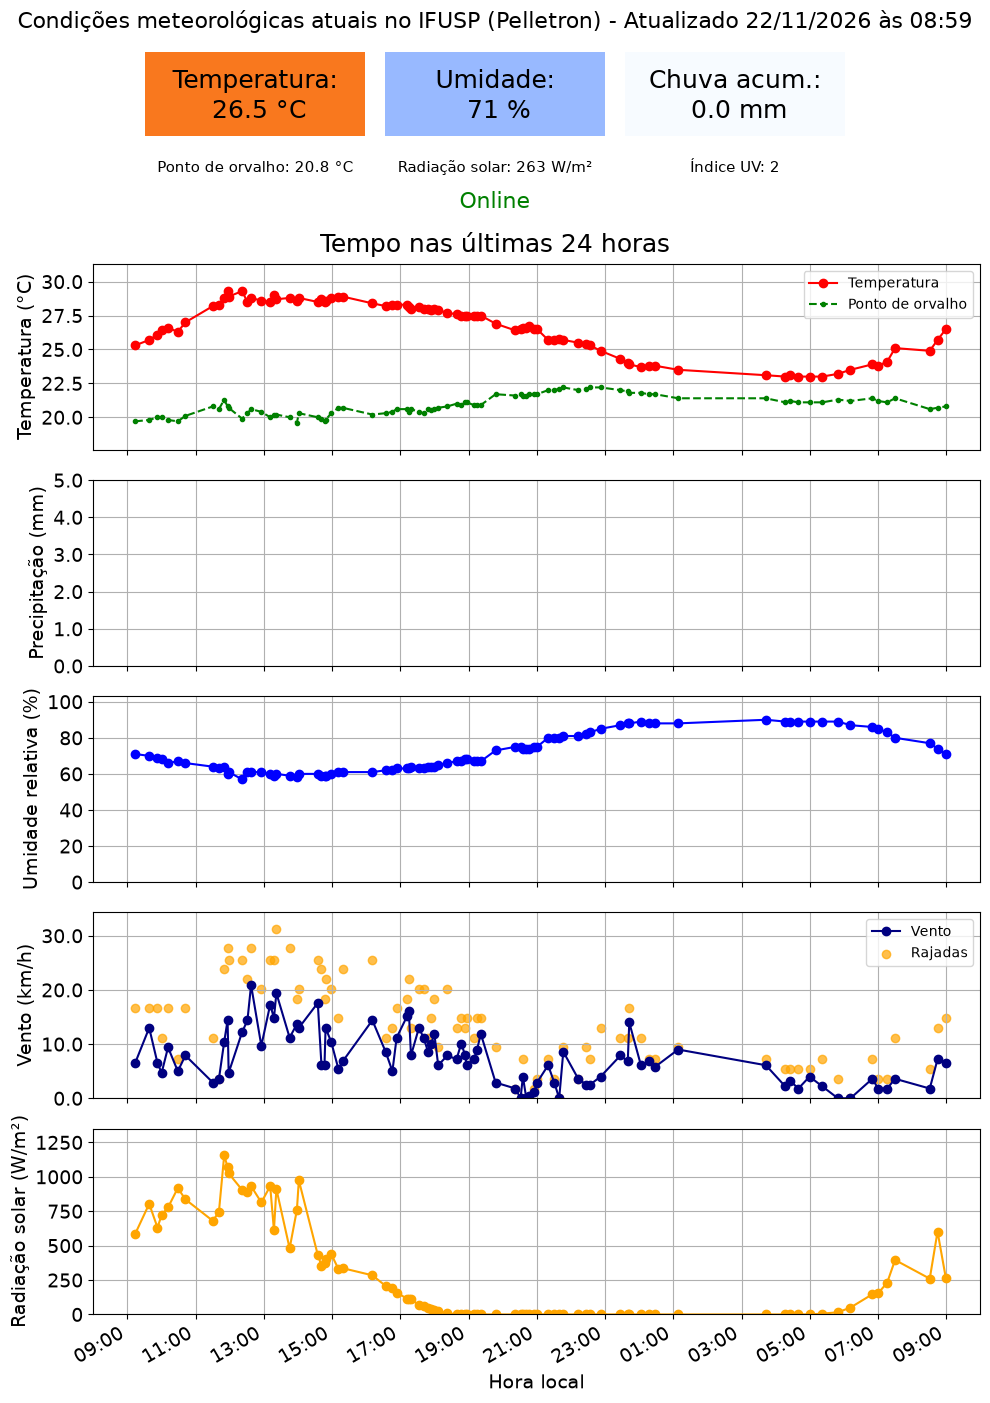 Condições meteorológicas atuais no IFUSP (Pelletron) - Atualizado 22/11/2026 às 08:59
Temperatura:
26.5 °C
Umidade:
71 %
Chuva acum.:
0.0 mm
Ponto de orvalho: 20.8 °C
Radiação solar: 263 W/m²
Índice UV: 2
Online
Tempo nas últimas 24 horas
Temperatura (°C)
30.0
27.5
25.0
22.5
20.0
Temperatura
Ponto de orvalho
Precipitação (mm)
5.0
4.0
3.0
2.0
1.0
0.0
Umidade relativa (%)
100
80
60
40
20
0
Vento (km/h)
30.0
20.0
10.0
0.0
Vento
Rajadas
Radiação solar (W/m²)
1250
1000
750
500
250
0
09:00
11:00
13:00
15:00
17:00
19:00
21:00
23:00
01:00
03:00
05:00
07:00
09:00
Hora local